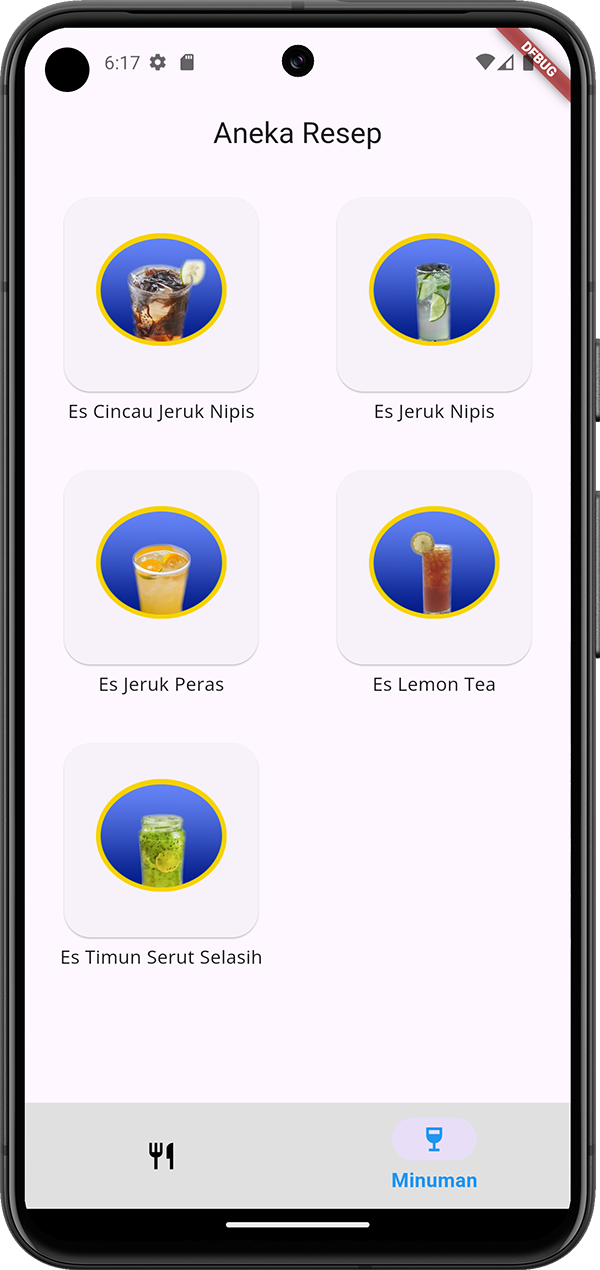 6:17
DEBUG
Aneka Resep
Es Cincau Jeruk Nipis
Es Jeruk Nipis
Es Jeruk Peras
Es Lemon Tea
Es Timun Serut Selasih
Minuman